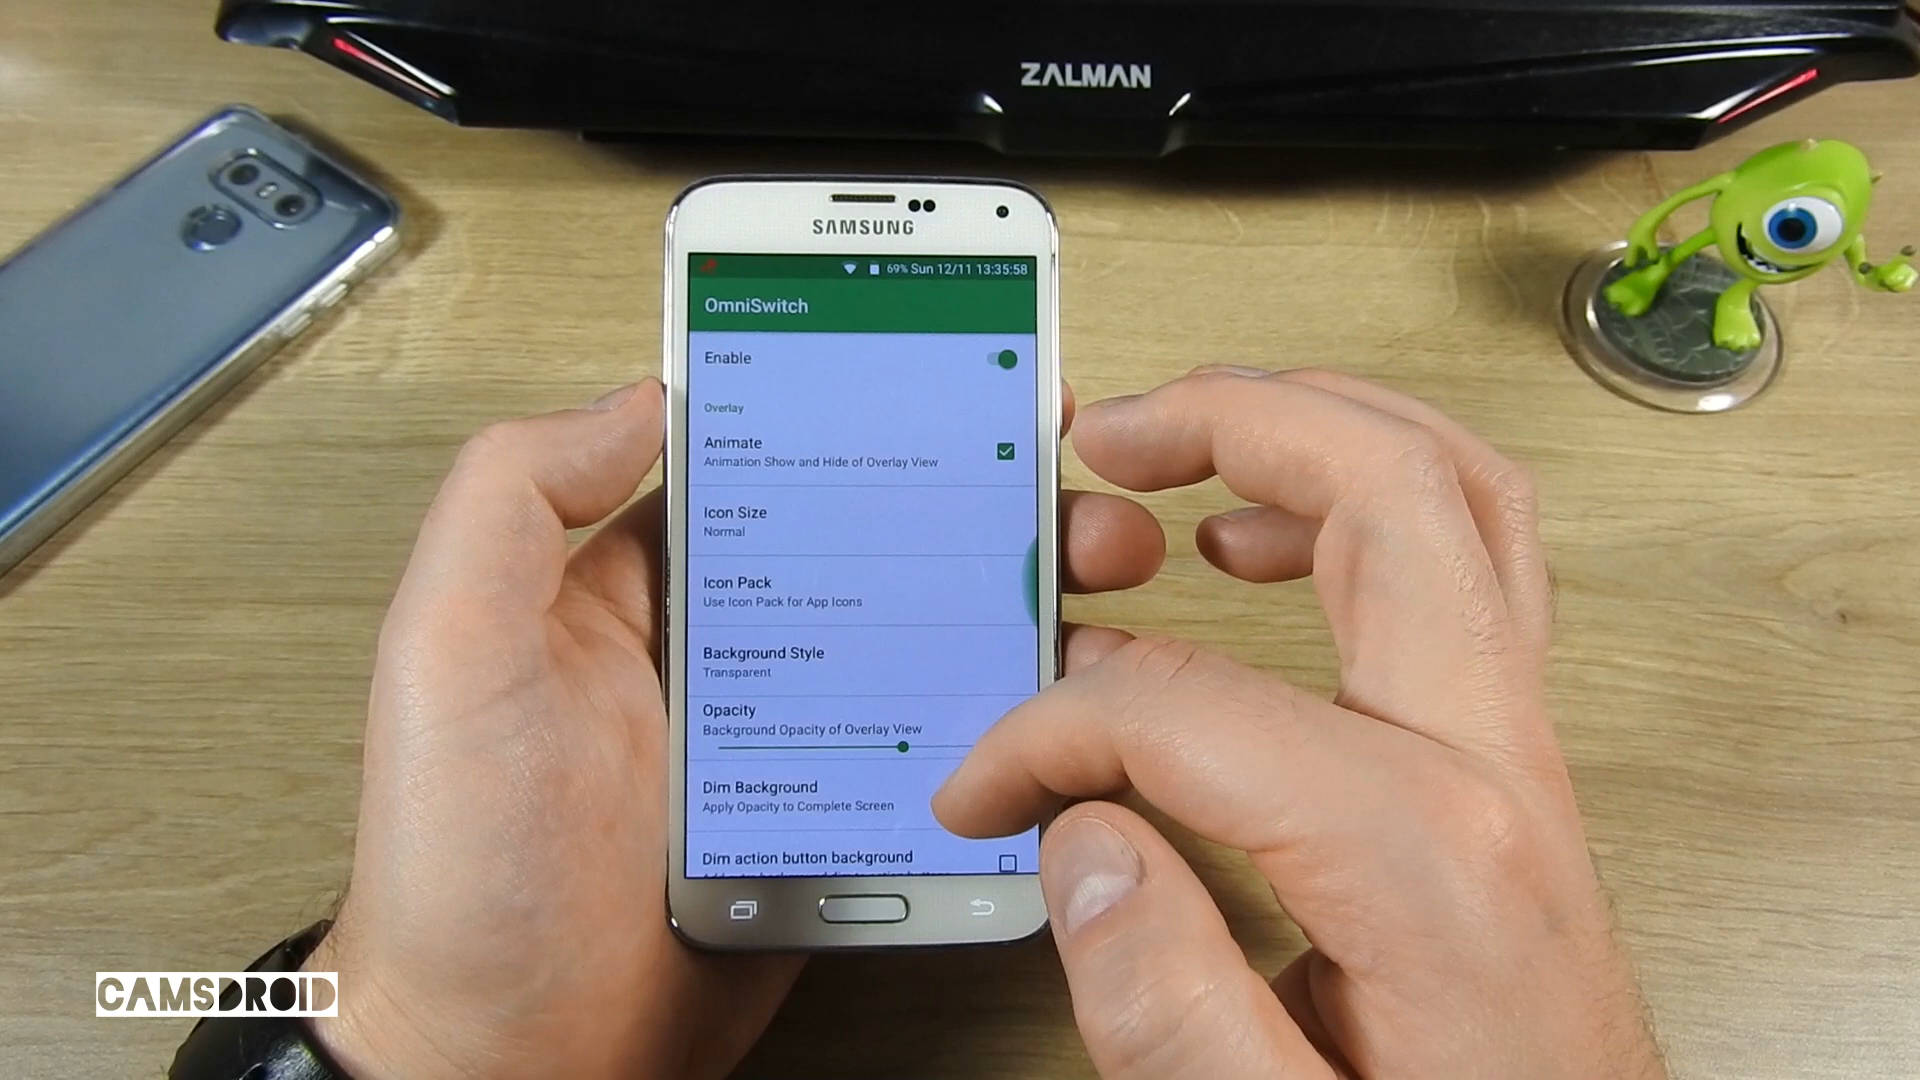 ZALMAN
SAMSUNG
69% Sun 12/11 13:35:58
OmniSwitch
Enable
Overlay
Animate
Animation Show and Hide of Overlay View
Icon Size
Normal
Icon Pack
Use Icon Pack for App Icons
Background Style
Transparent
Opacity
Background Opacity of Overlay View
Dim Background
Apply Opacity to Complete Screen
Dim action button background
CAMSDROID